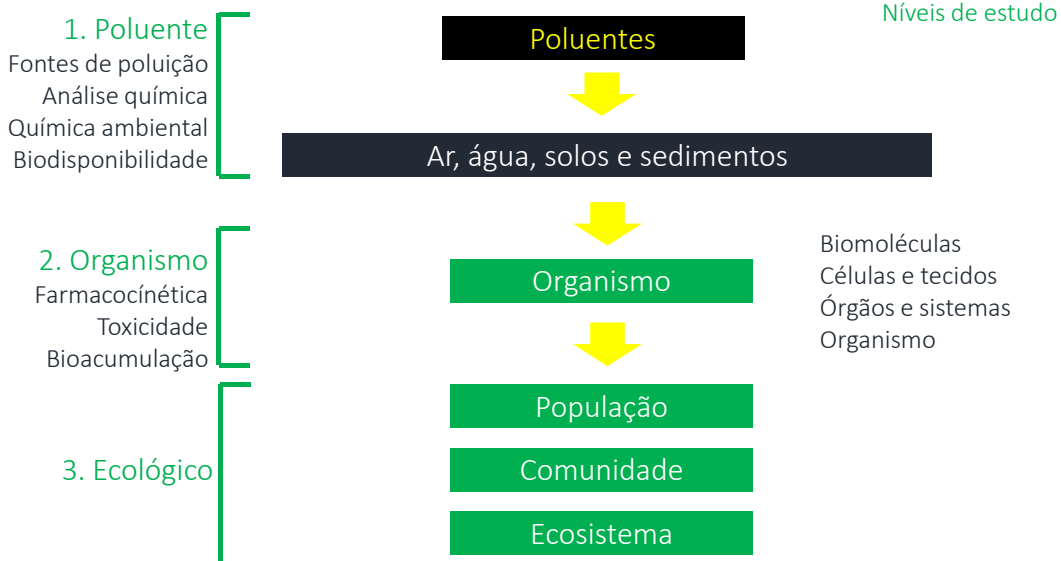 Níveis de estudo
1. Poluente
Fontes de poluição
Análise química
Química ambiental
Biodisponibilidade
Poluentes
Ar, água, solos e sedimentos
2. Organismo
Farmacocínética
Toxicidade
Bioacumulação
Organismo
Biomoléculas
Células e tecidos
Órgãos e sistemas
Organismo
3. Ecológico
População
Comunidade
Ecosistema